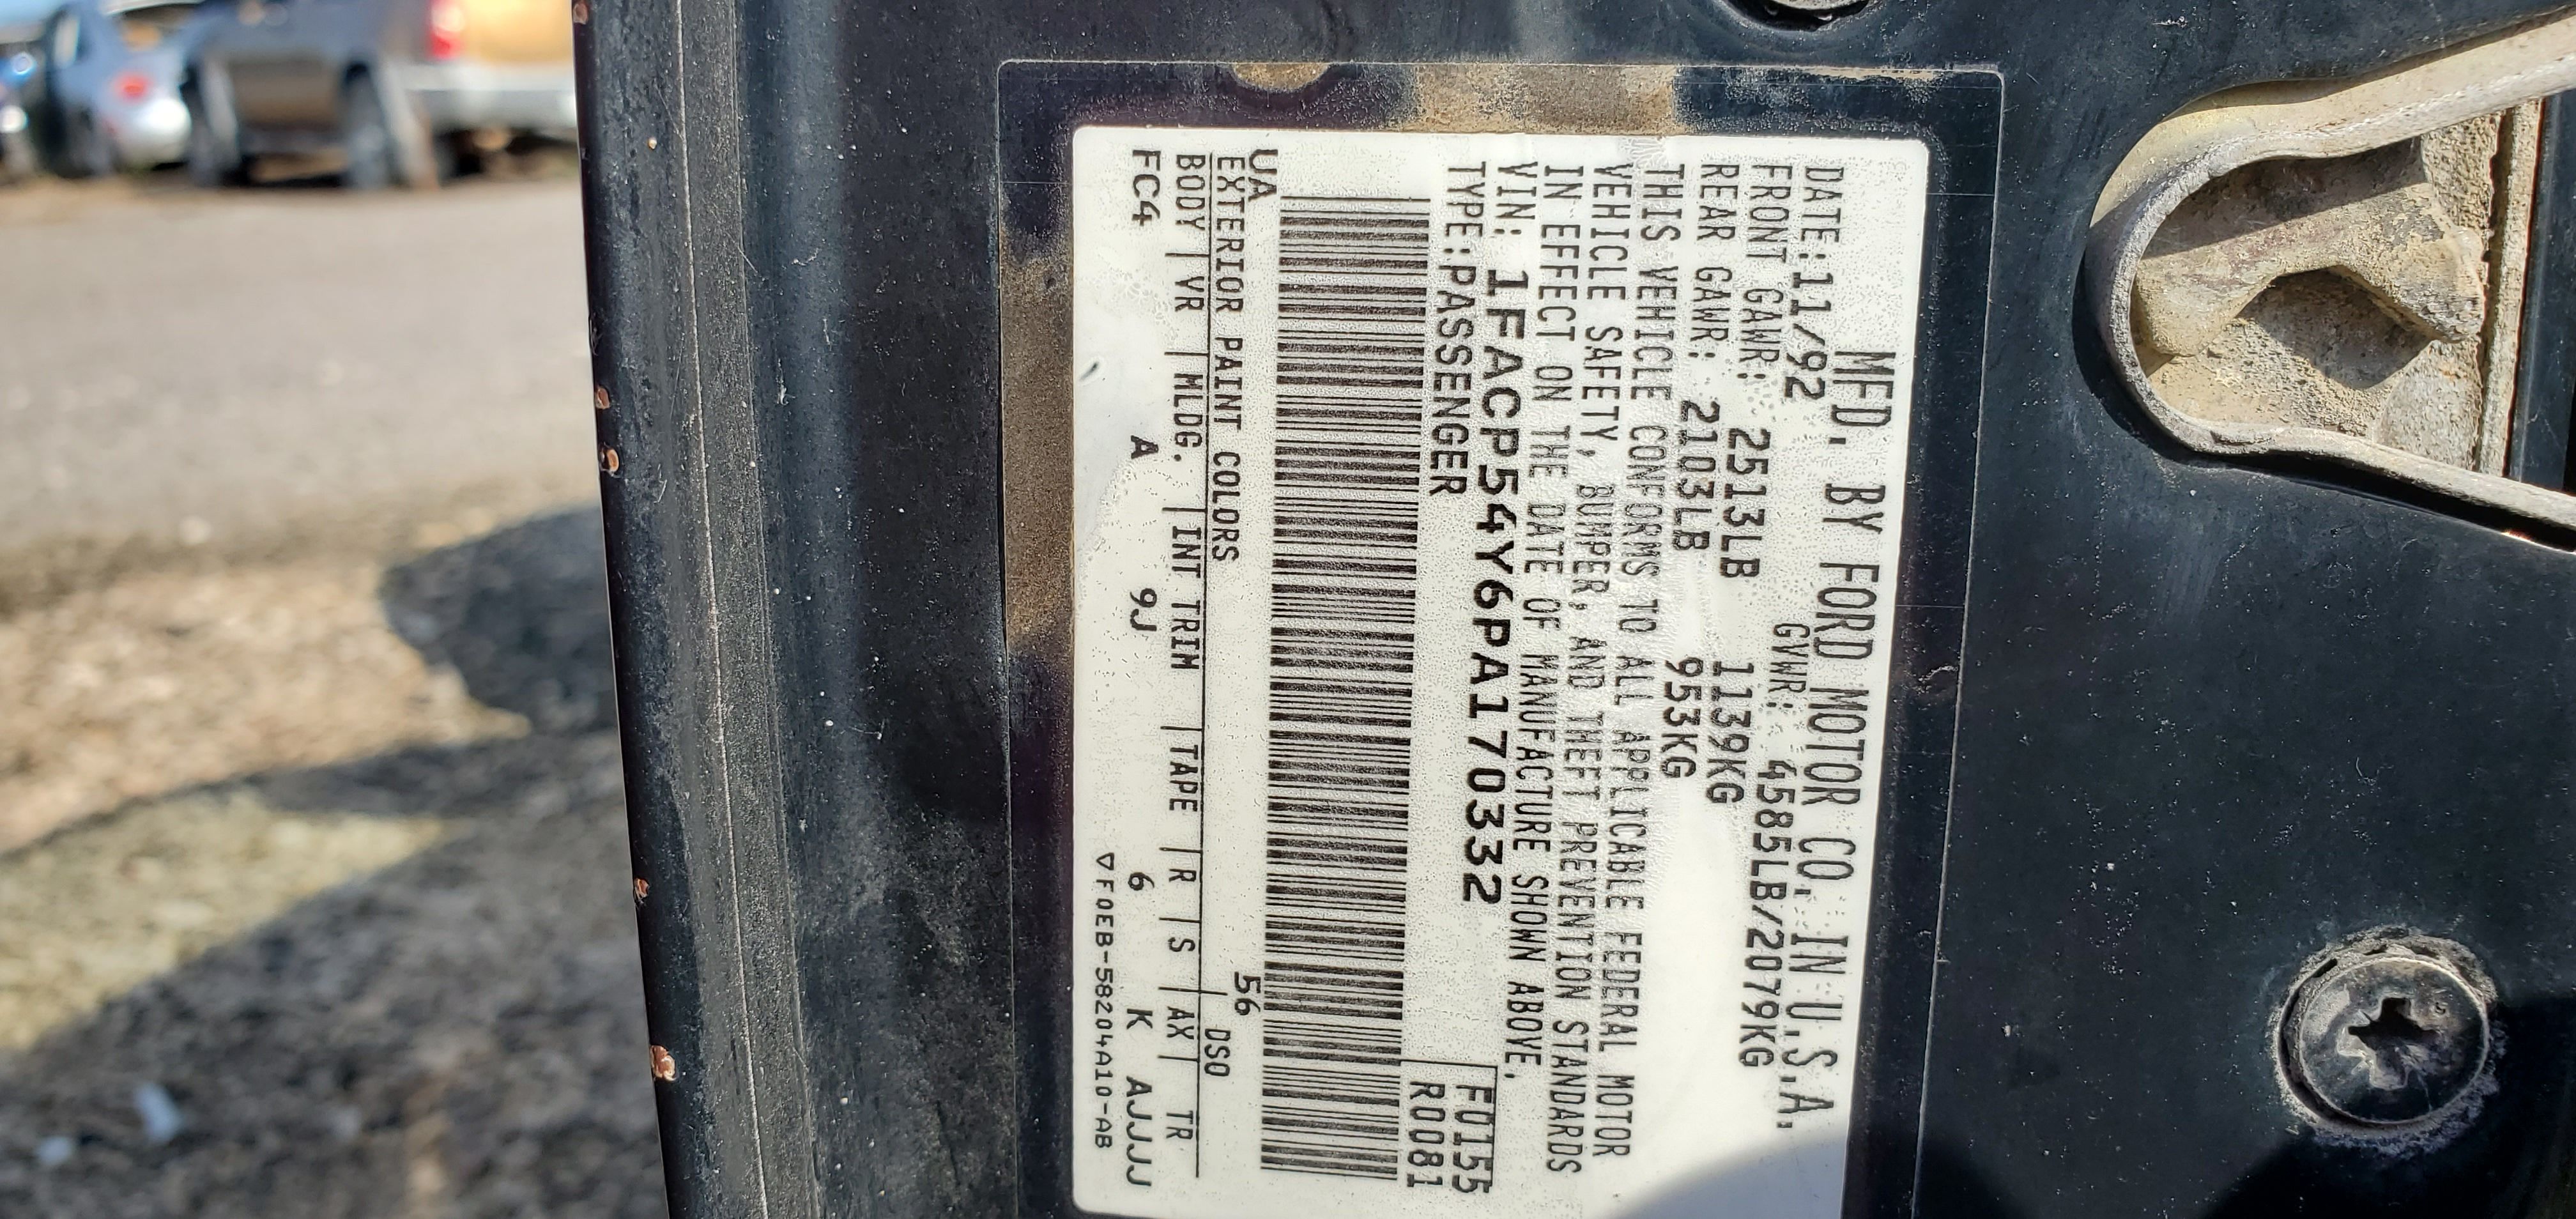 MFD. BY FORD MOTOR CO. IN U.S.A.
DATE:11/92 GVWR: 4585LB/2079KG
FRONT GAWR: 2513LB 1139KG
REAR GAWR: 2103LB 953KG
THIS VEHICLE CONFORMS TO ALL APPLICABLE FEDERAL MOTOR
VEHICLE SAFETY, BUMPER, AND THEFT PREVENTION STANDARDS
IN EFFECT ON THE DATE OF MANUFACTURE SHOWN ABOVE.
VIN: 1FACP54Y6PA170332
TYPE:PASSENGER
F0155
R0081
UA 56
EXTERIOR PAINT COLORS DSO
BODY VR MLDG. INT TRIM TAPE R S AX TR
FC4 A 9J 6 K AJJJJ
▽F0EB-58204A10-AB